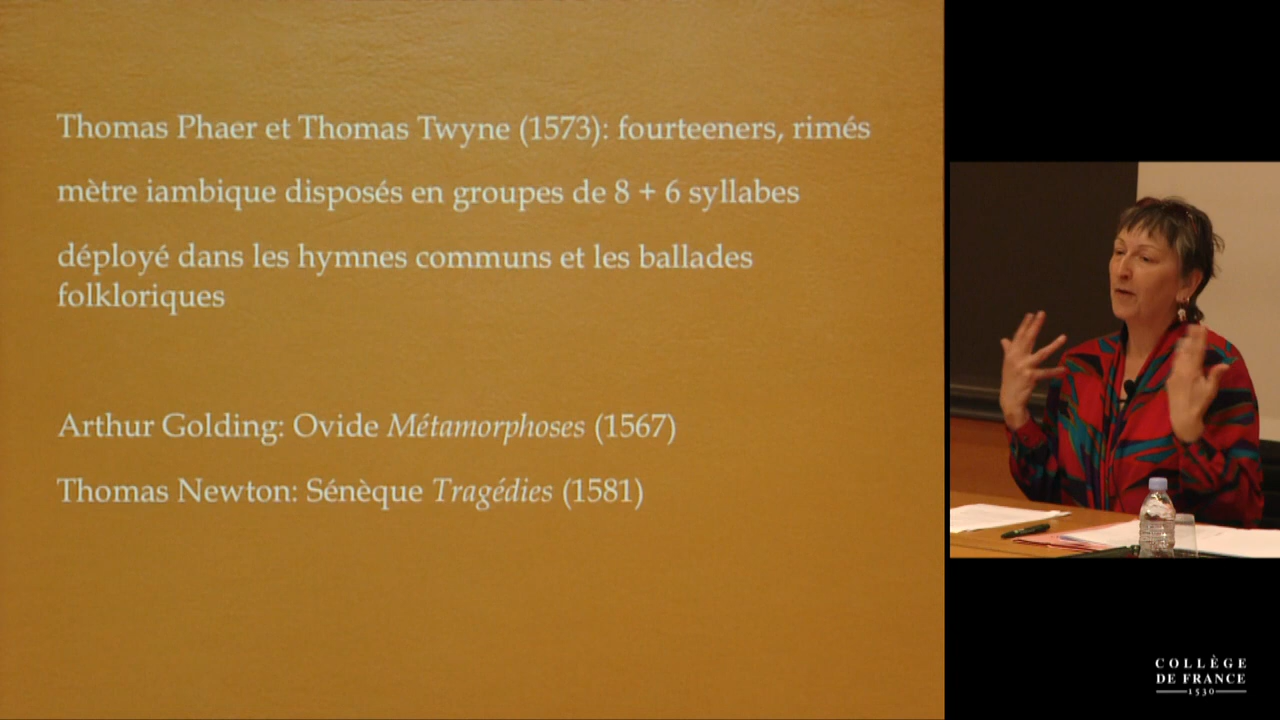 Thomas Phaer et Thomas Twyne (1573): fourteeners, rimés
mètre iambique disposés en groupes de 8 + 6 syllabes
déployé dans les hymnes communs et les ballades
folkloriques
Arthur Golding: Ovide Métamorphoses (1567)
Thomas Newton: Sénèque Tragédies (1581)
COLLÈGE
DE FRANCE
1530